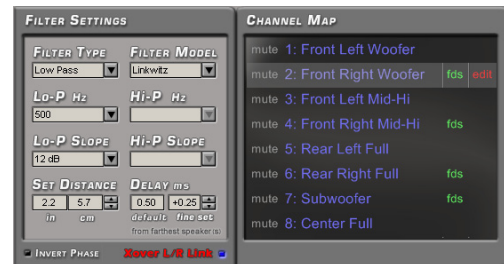 Filter Settings
Filter Type Filter Model
Low Pass Linkwitz
Lo-P Hz Hi-P Hz
500
Lo-P Slope Hi-P Slope
12 dB
Set Distance Delay ms
2.2 5.7 0.50 +0.25
in cm default fine set
from farthest speaker(s)
Invert Phase Xover L/R Link
Channel Map
mute 1: Front Left Woofer
mute 2: Front Right Woofer fds edit
mute 3: Front Left Mid-Hi
mute 4: Front Right Mid-Hi fds
mute 5: Rear Left Full
mute 6: Rear Right Full fds
mute 7: Subwoofer fds
mute 8: Center Full